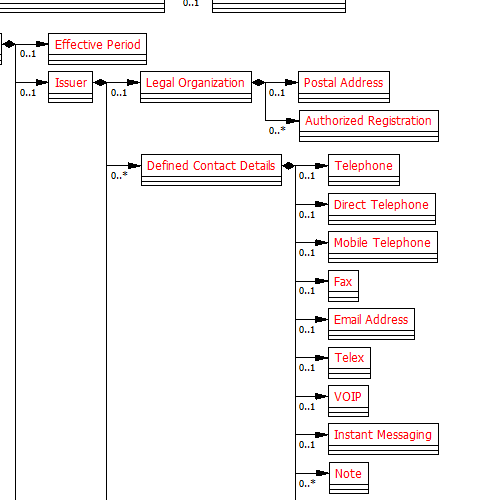 0..1
Effective Period
0..1
Issuer
Legal Organization
Postal Address
0..1
0..1
0..1
Authorized Registration
0..*
Defined Contact Details
Telephone
0..*
0..1
Direct Telephone
0..1
Mobile Telephone
0..1
Fax
0..1
Email Address
0..1
Telex
0..1
VOIP
0..1
Instant Messaging
0..1
Note
0..*